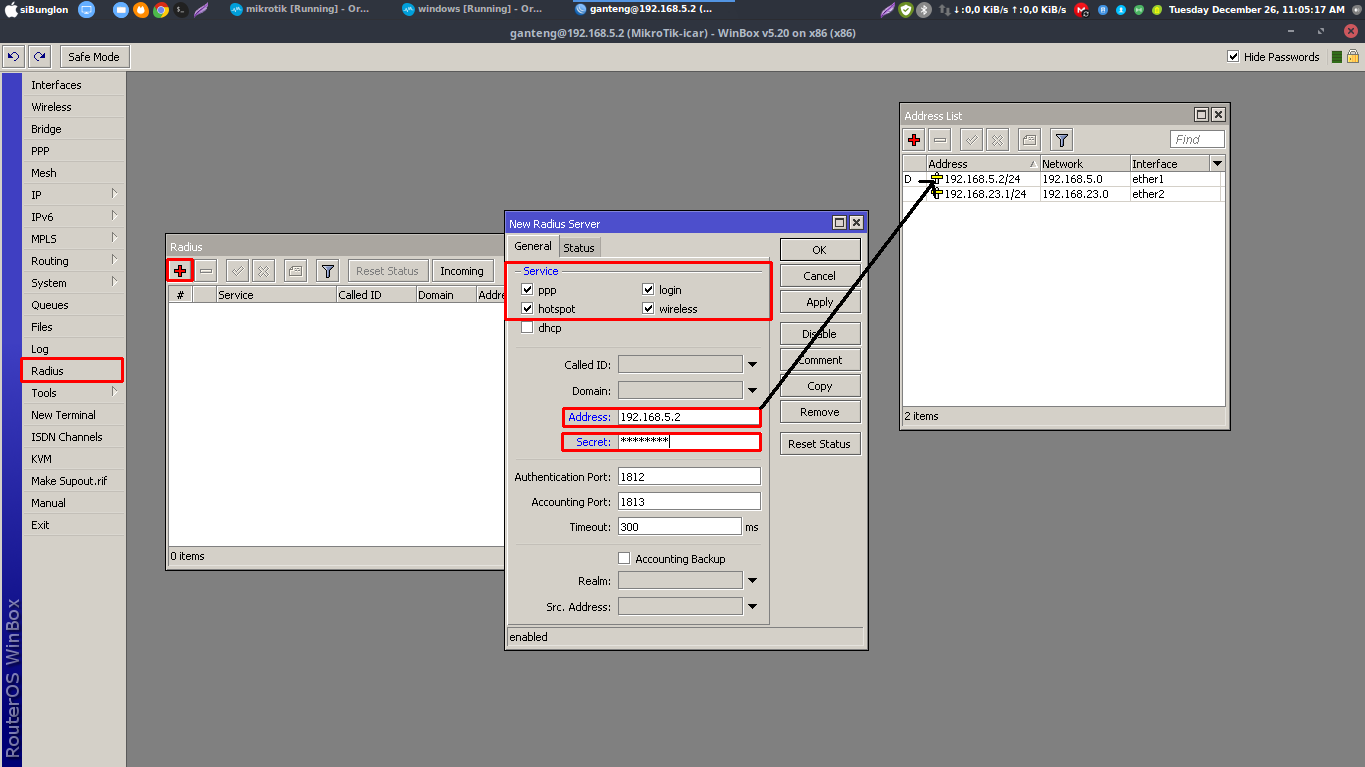 siBunglon
mikrotik [Running] - Or...
windows [Running] - Or...
ganteng@192.168.5.2 (...
↓:0,0 KiB/s ↑:0,0 KiB/s
Tuesday December 26, 11:05:17 AM
ganteng@192.168.5.2 (MikroTik-icar) - WinBox v5.20 on x86 (x86)
Safe Mode
Hide Passwords
Interfaces
Wireless
Bridge
PPP
Mesh
IP
IPv6
MPLS
Routing
System
Queues
Files
Log
Radius
Tools
New Terminal
ISDN Channels
KVM
Make Supout.rif
Manual
Exit
RouterOS WinBox
Radius
Reset Status
Incoming
# Service Called ID Domain Addre
0 items
New Radius Server
General Status
Service
ppp login
hotspot wireless
dhcp
Called ID:
Domain:
Address: 192.168.5.2
Secret: ********
Authentication Port: 1812
Accounting Port: 1813
Timeout: 300 ms
Accounting Backup
Realm:
Src. Address:
enabled
OK
Cancel
Apply
Disable
Comment
Copy
Remove
Reset Status
Address List
Find
Address Network Interface
D 192.168.5.2/24 192.168.5.0 ether1
192.168.23.1/24 192.168.23.0 ether2
2 items